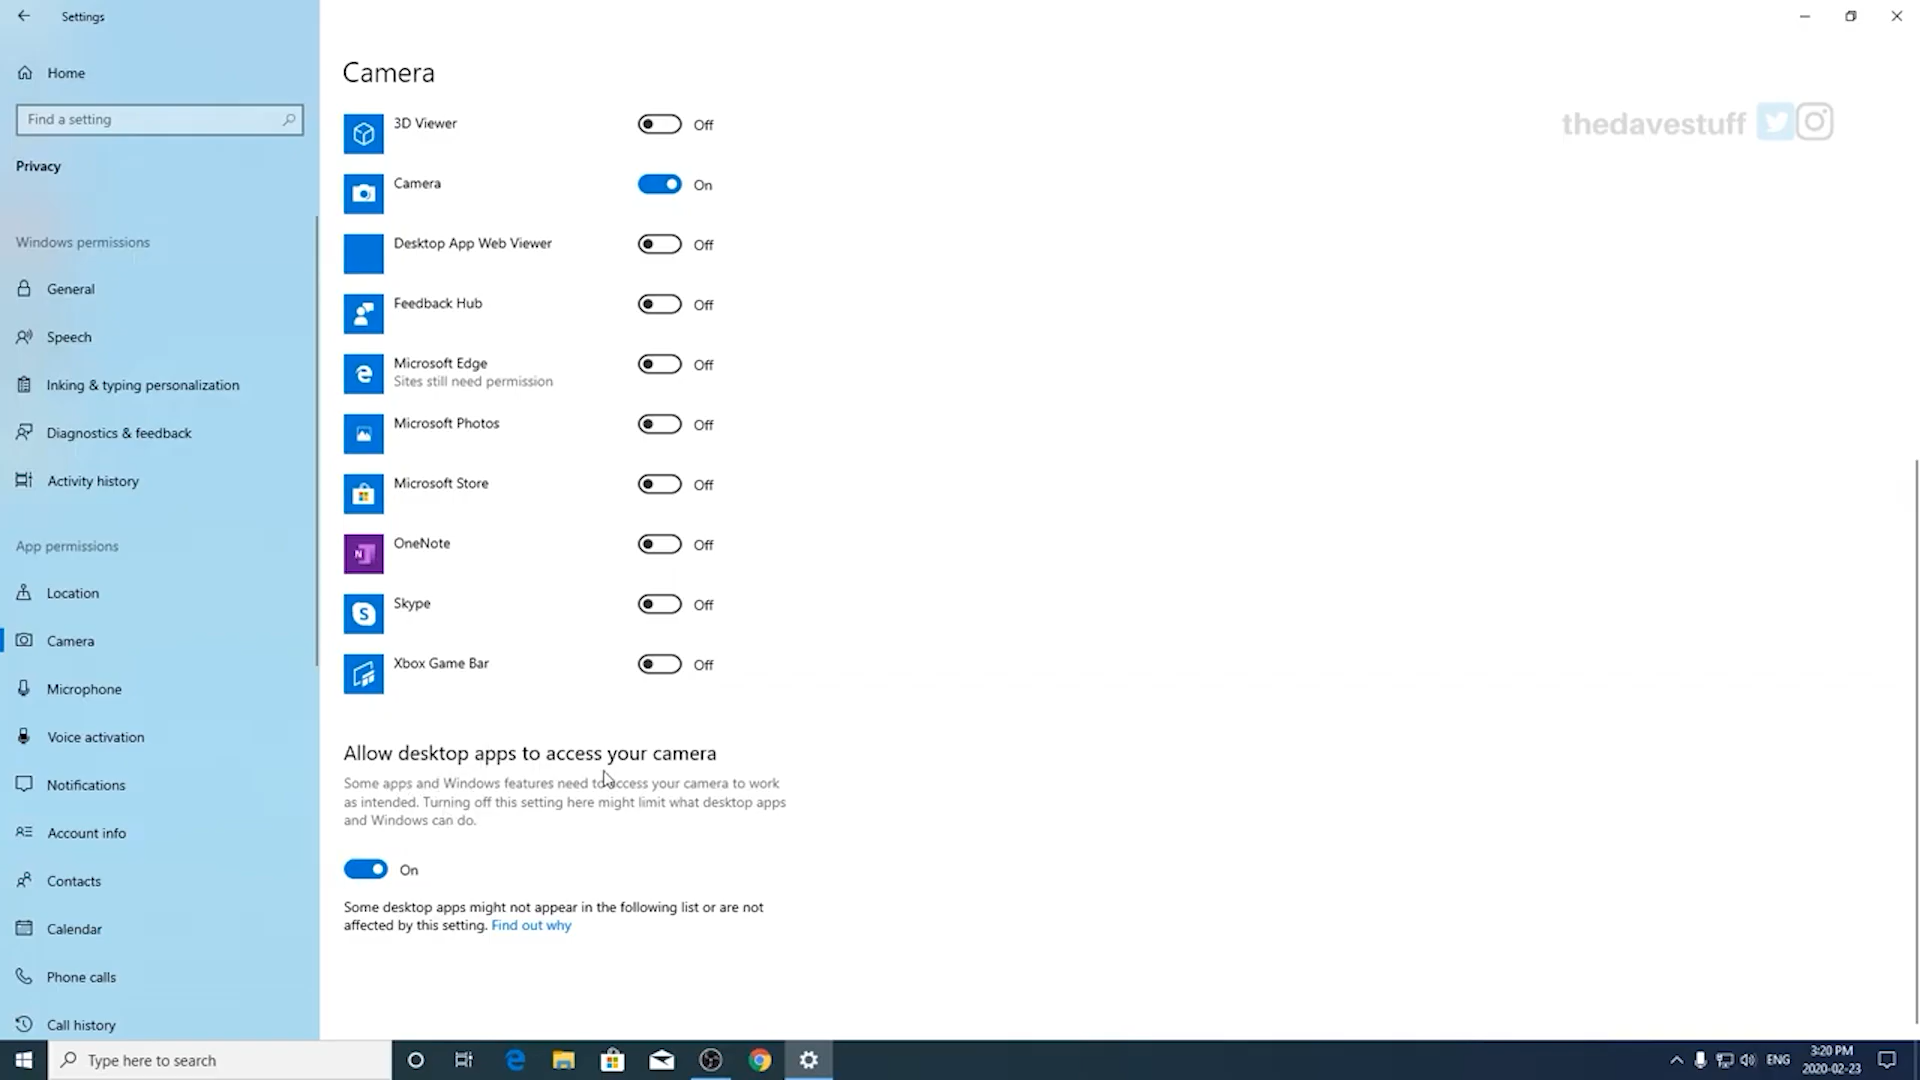 Settings
Home
Find a setting
Privacy
Windows permissions
General
Speech
Inking & typing personalization
Diagnostics & feedback
Activity history
App permissions
Location
Camera
Microphone
Voice activation
Notifications
Account info
Contacts
Calendar
Phone calls
Call history
Camera
3D Viewer Off
Camera On
Desktop App Web Viewer Off
Feedback Hub Off
Microsoft Edge Off
Sites still need permission
Microsoft Photos Off
Microsoft Store Off
OneNote Off
Skype Off
Xbox Game Bar Off
Allow desktop apps to access your camera
Some apps and Windows features need to access your camera to work
as intended. Turning off this setting here might limit what desktop apps
and Windows can do.
On
Some desktop apps might not appear in the following list or are not
affected by this setting. Find out why
thedavestuff
Type here to search
ENG
3:20 PM
2020-02-23